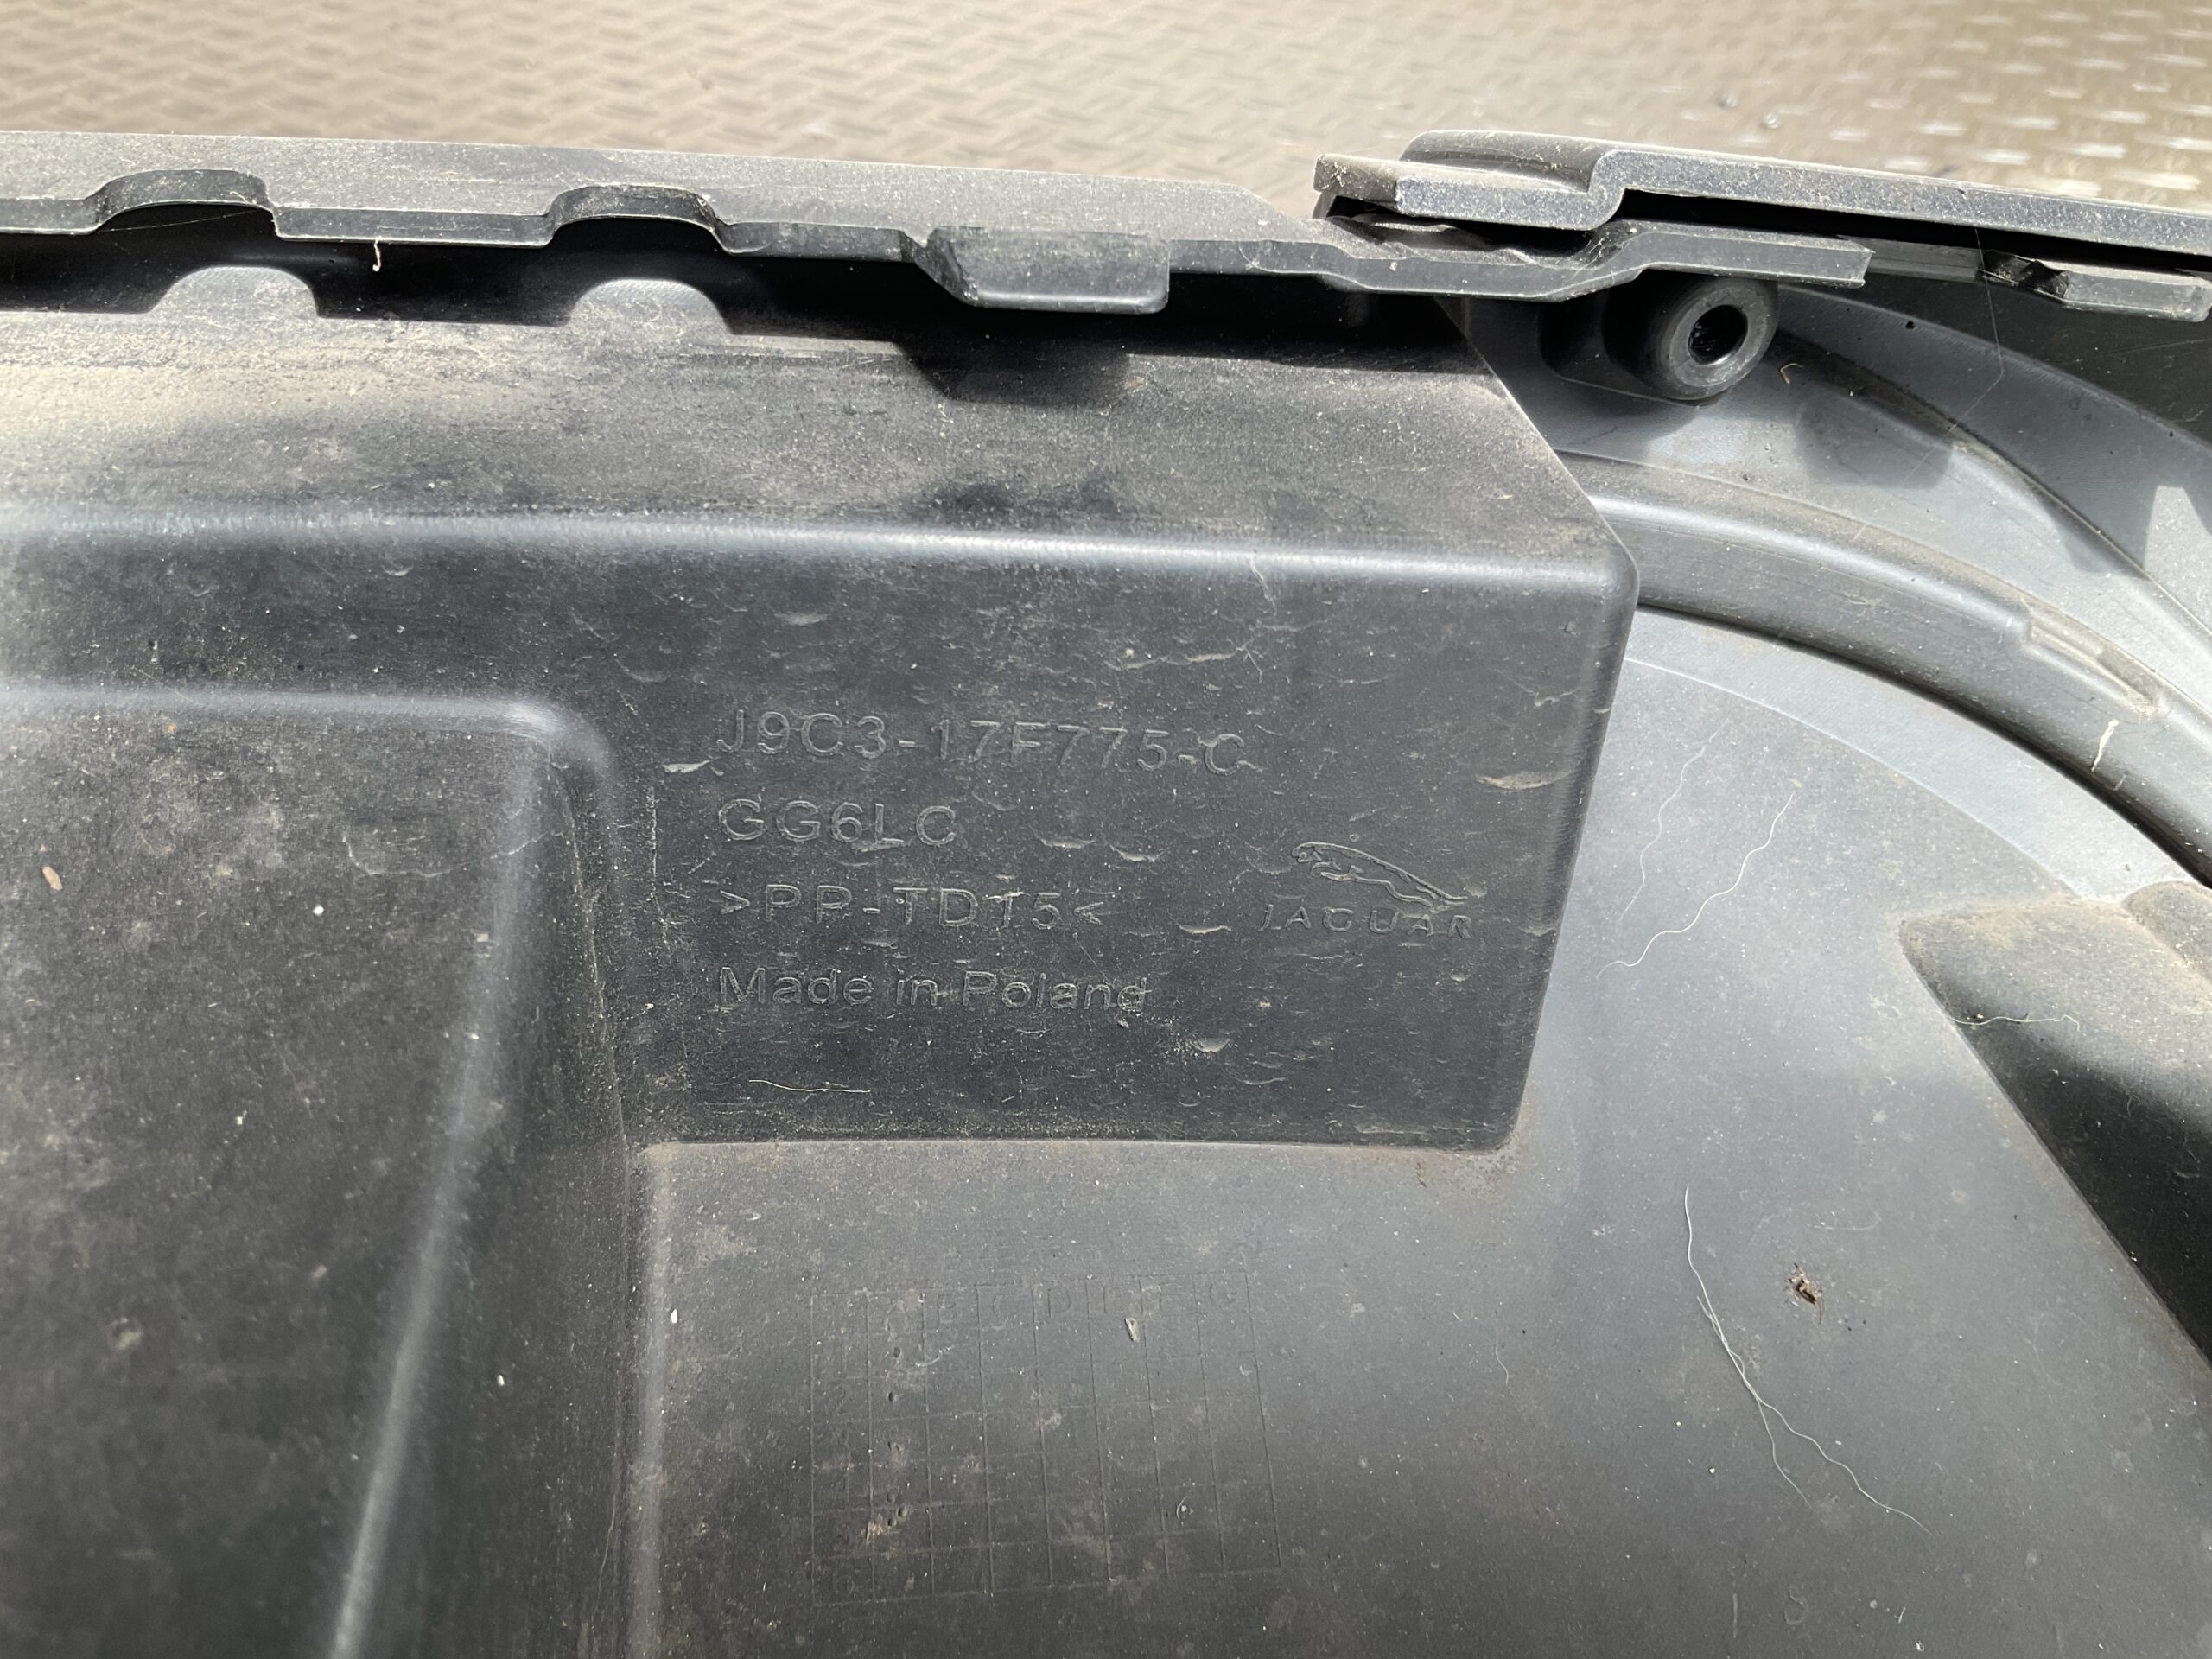 J9C3-17F775-C
GG6LC
>PP-TD15<
JAGUAR
Made in Poland